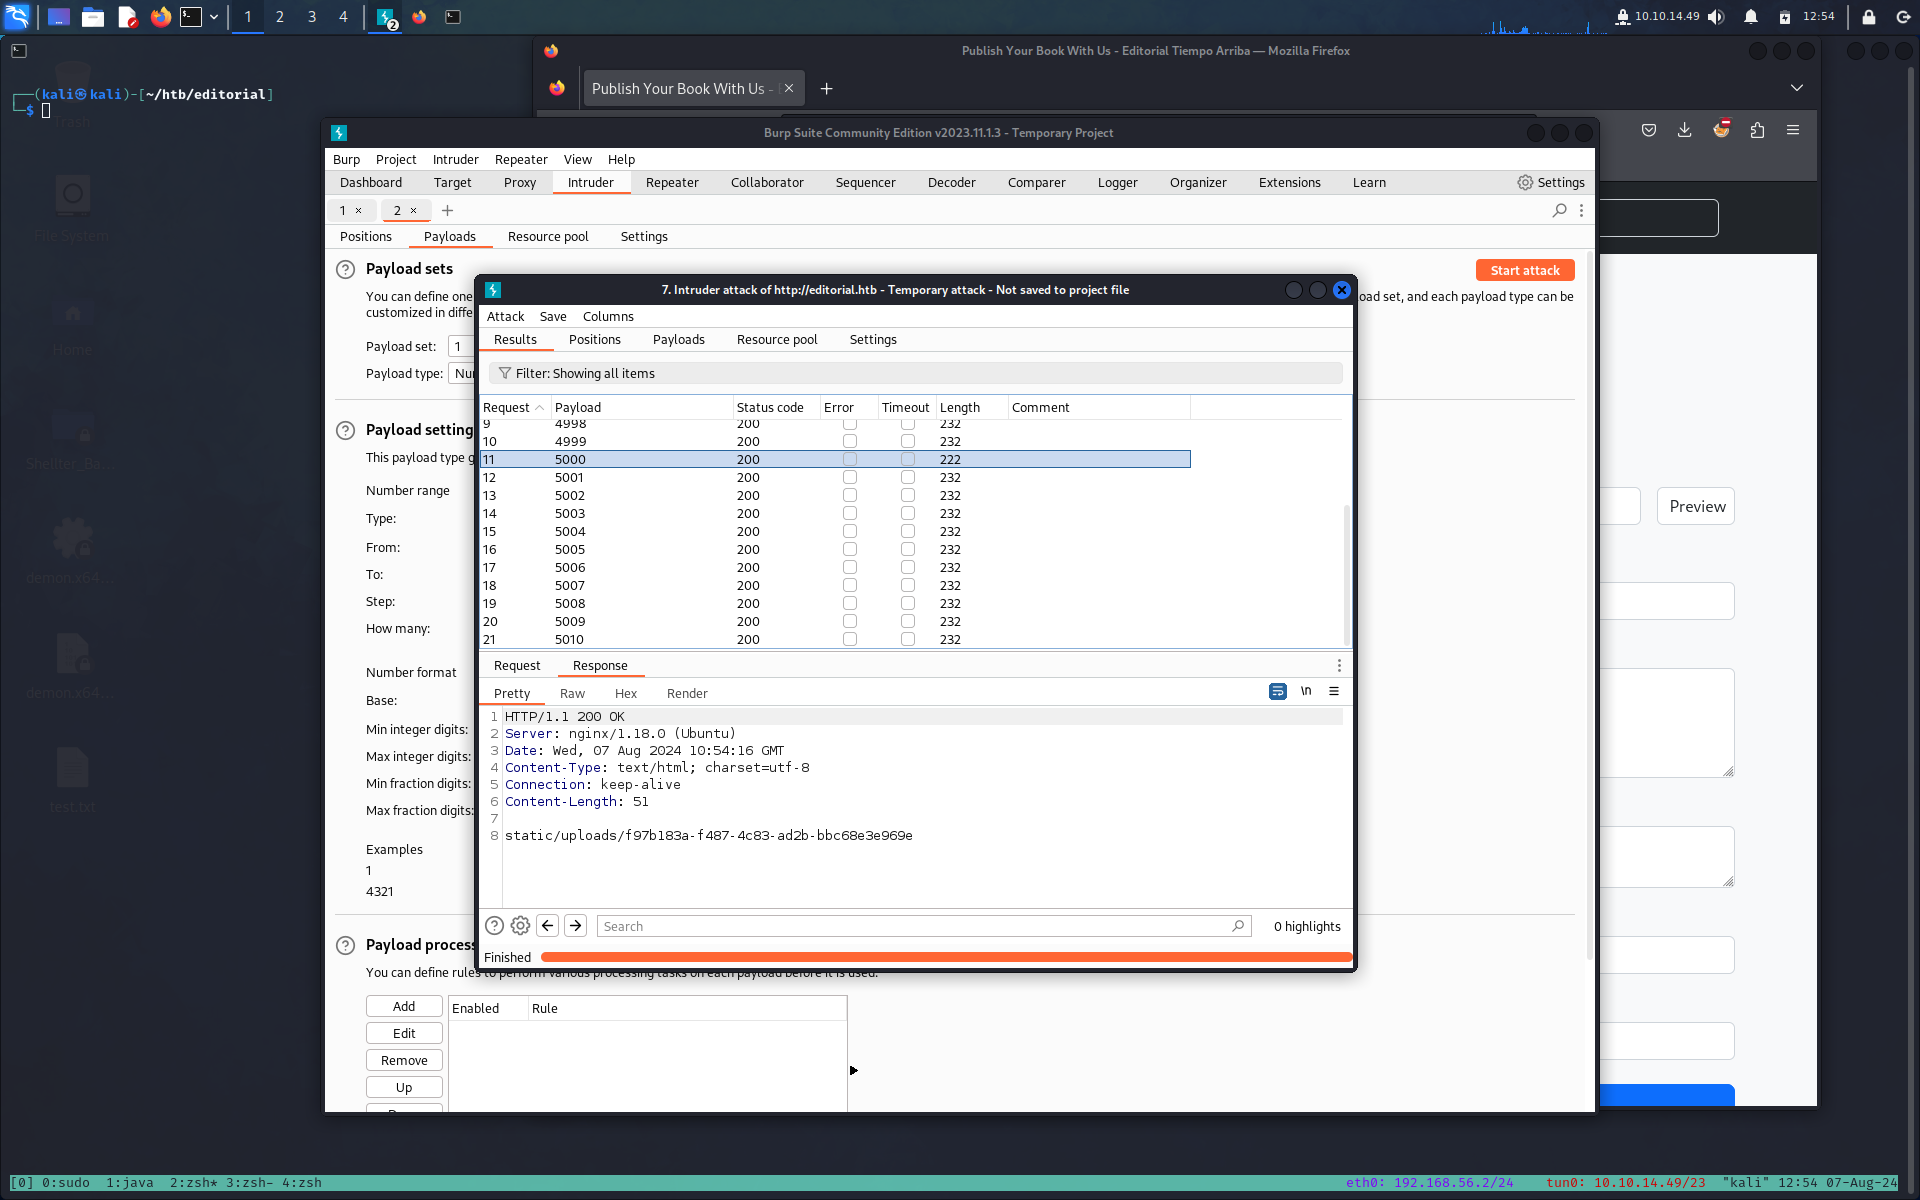 1
2
3
4
2
10.10.14.49
12:54
Publish Your Book With Us - Editorial Tiempo Arriba — Mozilla Firefox
Publish Your Book With Us -
┌──(kali㉿kali)-[~/htb/editorial]
└─$
Trash
File System
Home
Shellter_Ba...
demon.x64...
demon.x64...
test.txt
Burp Suite Community Edition v2023.11.1.3 - Temporary Project
Burp Project Intruder Repeater View Help
Dashboard Target Proxy Intruder Repeater Collaborator Sequencer Decoder Comparer Logger Organizer Extensions Learn Settings
1 × 2 × +
Positions Payloads Resource pool Settings
Payload sets
Start attack
You can define one
oad set, and each payload type can be
customized in diffe
Payload set: 1
Payload type: Nu
Payload setting
This payload type g
Number range
Type:
From:
To:
Step:
How many:
Number format
Base:
Min integer digits:
Max integer digits:
Min fraction digits:
Max fraction digits:
Examples
1
4321
Payload proces
You can define rules to perform various processing tasks on each payload before it is used.
Add
Enabled Rule
Edit
Remove
Up
7. Intruder attack of http://editorial.htb - Temporary attack - Not saved to project file
Attack Save Columns
Results Positions Payloads Resource pool Settings
Filter: Showing all items
Request Payload Status code Error Timeout Length Comment
9 4998 200 232
10 4999 200 232
11 5000 200 222
12 5001 200 232
13 5002 200 232
14 5003 200 232
15 5004 200 232
16 5005 200 232
17 5006 200 232
18 5007 200 232
19 5008 200 232
20 5009 200 232
21 5010 200 232
Request Response
Pretty Raw Hex Render
\n
1 HTTP/1.1 200 OK
2 Server: nginx/1.18.0 (Ubuntu)
3 Date: Wed, 07 Aug 2024 10:54:16 GMT
4 Content-Type: text/html; charset=utf-8
5 Connection: keep-alive
6 Content-Length: 51
7
8 static/uploads/f97b183a-f487-4c83-ad2b-bbc68e3e969e
Search
0 highlights
Finished
Preview
[0] 0:sudo 1:java 2:zsh* 3:zsh- 4:zsh
eth0: 192.168.56.2/24 tun0: 10.10.14.49/23 "kali" 12:54 07-Aug-24